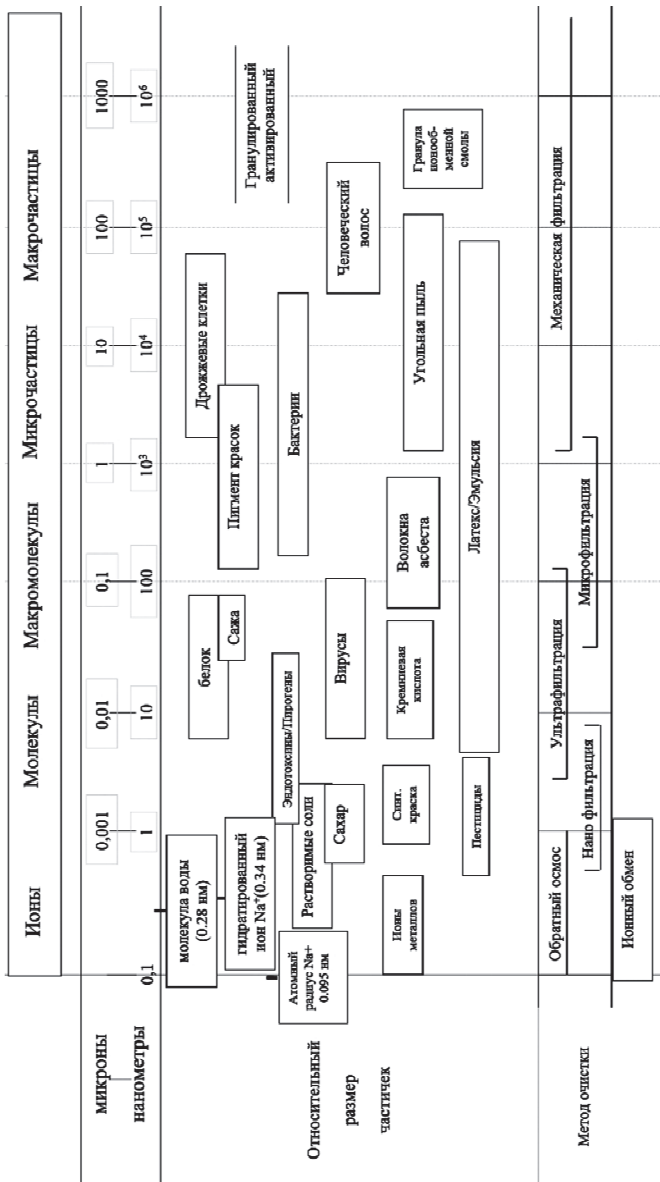 Ионы Молекулы Макромолекулы Микрочастицы Макрочастицы
микроны 0,001 0,01 0,1 1 10 100 1000
нанометры 0,1 1 10 100 10³ 10⁴ 10⁵ 10⁶
Относительный
размер
частичек
молекула воды
(0.28 нм)
белок
Дрожжевые клетки
гидратированный
ион Na⁺(0.34 нм)
Сажа
Пигмент красок
Гранулированный
активированный
Атомный
радиус Na+
0.095 нм
Растворимые соли
Эндотоксины/Пирогены
Бактерии
Сахар
Вирусы
Человеческий
волос
Ионы
металлов
Синт.
краска
Кремниевая
кислота
Волокна
асбеста
Угольная пыль
Гранула
ионооб-
менной
смолы
Пестициды
Латекс/Эмульсия
Метод очистки
Обратный осмос
Ультрафильтрация
Механическая фильтрация
Нано фильтрация
Микрофильтрация
Ионный обмен